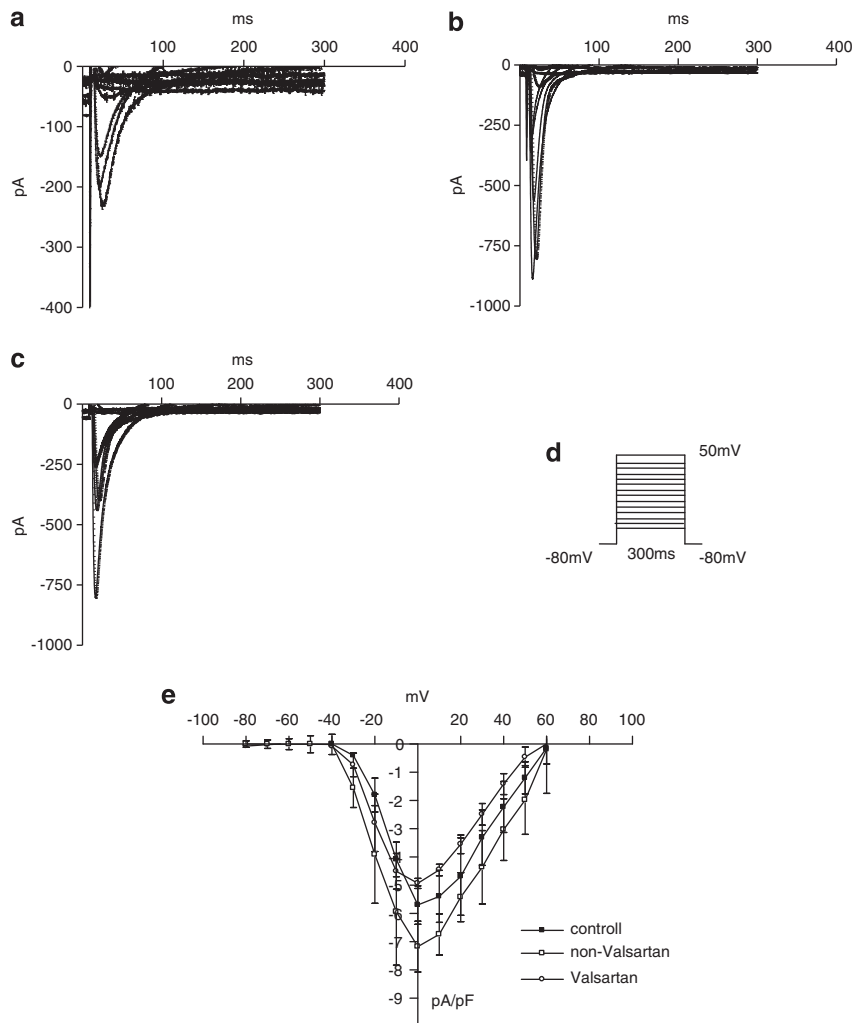 a
ms
100 200 300 400
0
-100
-200
-300
-400
pA
b
ms
100 200 300 400
0
-250
-500
-750
-1000
pA
c
ms
100 200 300 400
0
-250
-500
-750
-1000
pA
d
50mV
-80mV 300ms -80mV
e
mV
-100 -80 -60 -40 -20 20 40 60 80 100
0
-1
-2
-3
-4
-5
-6
-7
-8
-9
pA/pF
controll
non-Valsartan
Valsartan